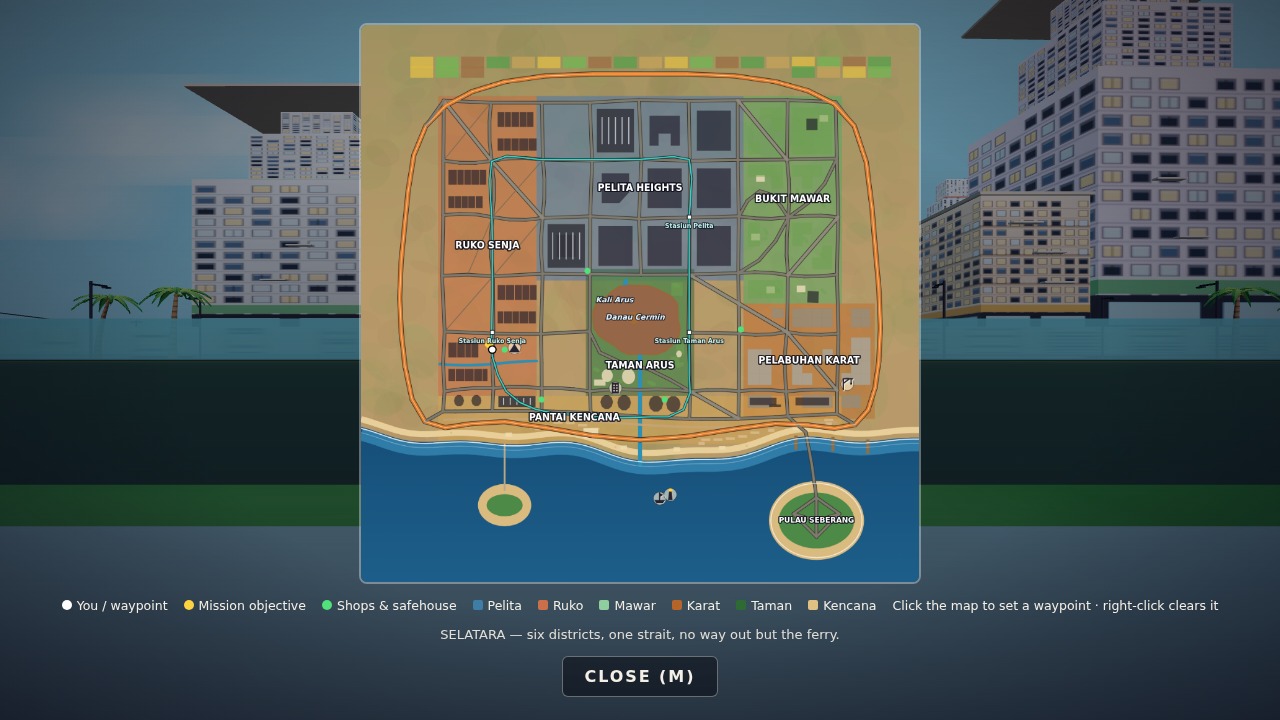 PELITA HEIGHTS
BUKIT MAWAR
Stasiun Pelita
RUKO SENJA
Kali Arus
Danau Cermin
Stasiun Ruko Senja
Stasiun Taman Arus
TAMAN ARUS
PELABUHAN KARAT
PANTAI KENCANA
PULAU SEBERANG
You / waypoint
Mission objective
Shops & safehouse
Pelita
Ruko
Mawar
Karat
Taman
Kencana
Click the map to set a waypoint · right-click clears it
SELATARA — six districts, one strait, no way out but the ferry.
CLOSE (M)